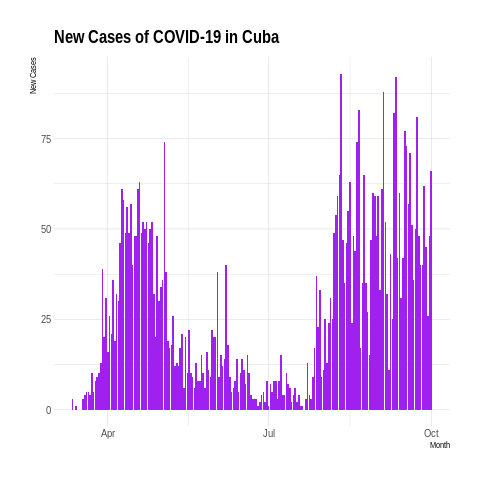 New Cases of COVID-19 in Cuba
New Cases
75
50
25
0
Apr
Jul
Oct
Month